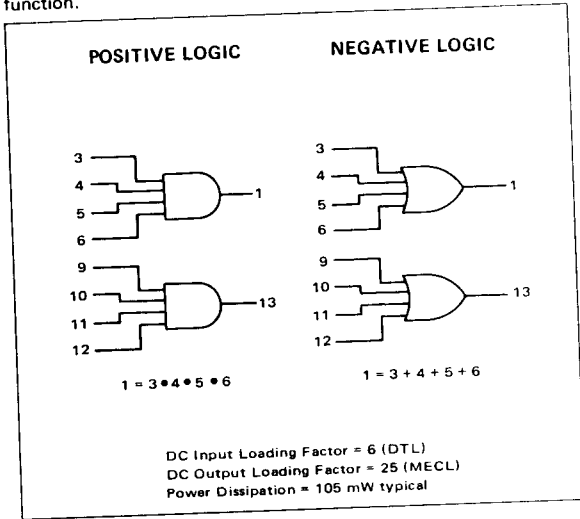 function.
POSITIVE LOGIC
NEGATIVE LOGIC
3
4
5
6
1
9
10
11
12
13
1 = 3 • 4 • 5 • 6
3
4
5
6
1
9
10
11
12
13
1 = 3 + 4 + 5 + 6
DC Input Loading Factor = 6 (DTL)
DC Output Loading Factor = 25 (MECL)
Power Dissipation = 105 mW typical